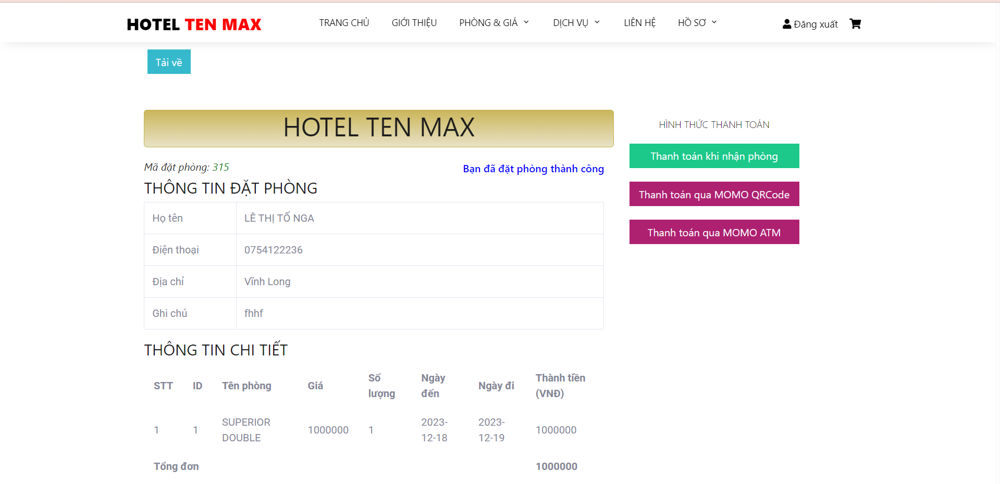 HOTEL TEN MAX
TRANG CHỦ GIỚI THIỆU PHÒNG & GIÁ DỊCH VỤ LIÊN HỆ HỒ SƠ
Đăng xuất
Tải về
HOTEL TEN MAX
Mã đặt phòng: 315
Bạn đã đặt phòng thành công
THÔNG TIN ĐẶT PHÒNG
Họ tên LÊ THỊ TỐ NGA
Điện thoại 0754122236
Địa chỉ Vĩnh Long
Ghi chú fhhf
THÔNG TIN CHI TIẾT
STT ID Tên phòng Giá Số lượng Ngày đến Ngày đi Thành tiền (VNĐ)
1 1 SUPERIOR DOUBLE 1000000 1 2023-12-18 2023-12-19 1000000
Tổng đơn 1000000
HÌNH THỨC THANH TOÁN
Thanh toán khi nhận phòng
Thanh toán qua MOMO QRCode
Thanh toán qua MOMO ATM